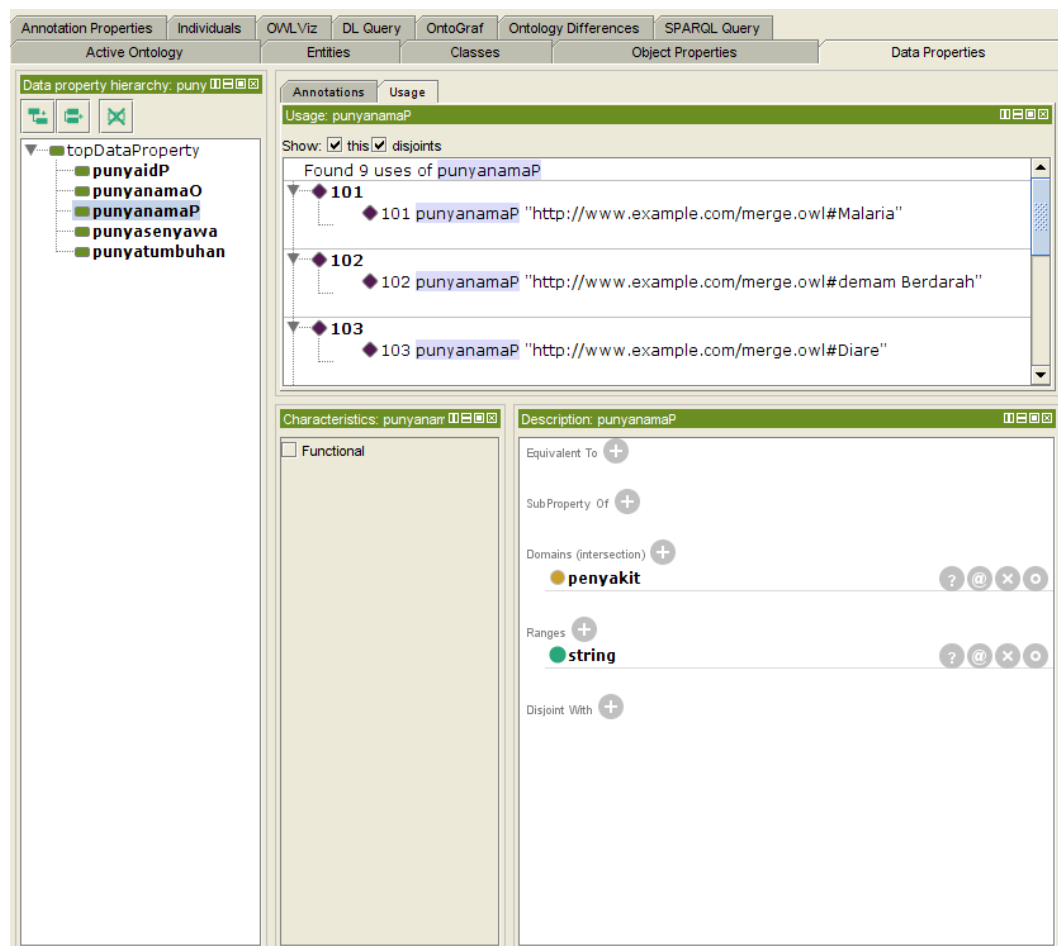 Annotation Properties Individuals OWLViz DL Query OntoGraf Ontology Differences SPARQL Query
Active Ontology Entities Classes Object Properties Data Properties
Data property hierarchy: puny
topDataProperty
punyaidP
punyanamaO
punyanamaP
punyasenyawa
punyatumbuhan
Annotations Usage
Usage: punyanamaP
Show: this disjoints
Found 9 uses of punyanamaP
101
101 punyanamaP "http://www.example.com/merge.owl#Malaria"
102
102 punyanamaP "http://www.example.com/merge.owl#demam Berdarah"
103
103 punyanamaP "http://www.example.com/merge.owl#Diare"
Characteristics: punyanam
Functional
Description: punyanamaP
Equivalent To
SubProperty Of
Domains (intersection)
penyakit
Ranges
string
Disjoint With